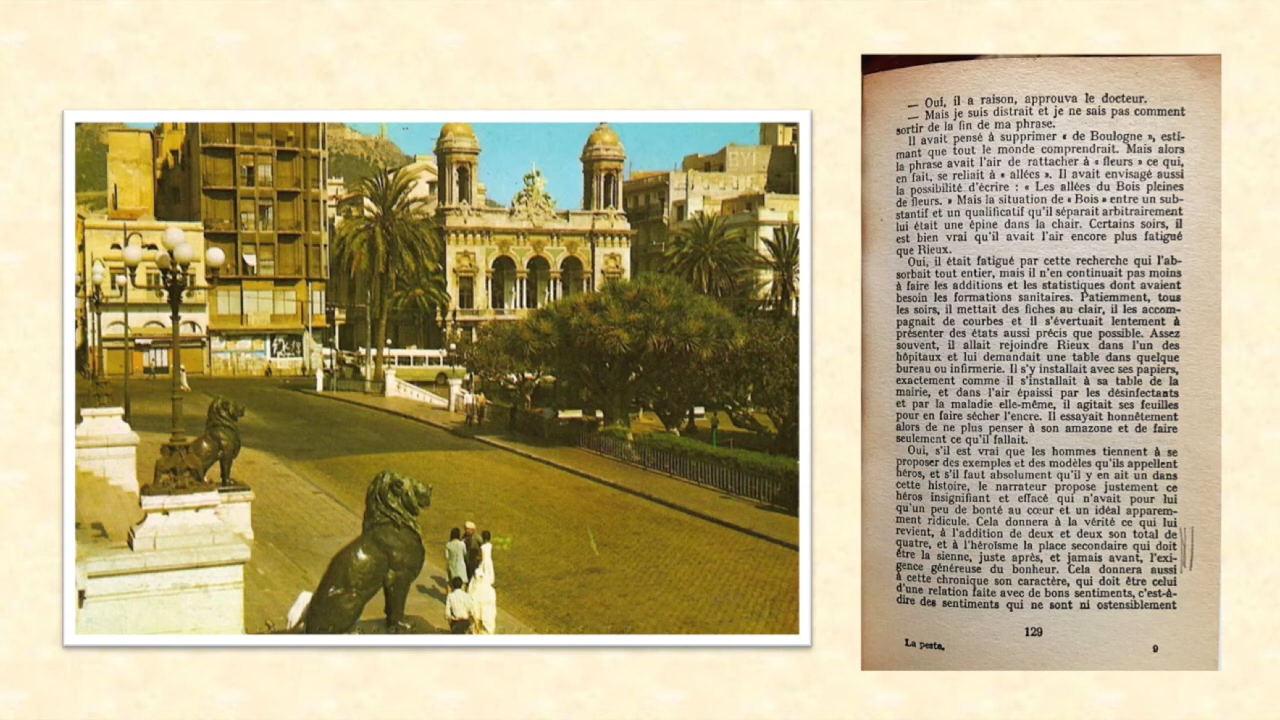 — Oui, il a raison, approuva le docteur.
— Mais je suis distrait et je ne sais pas comment
sortir de la fin de ma phrase.
Il avait pensé à supprimer « de Boulogne », esti-
mant que tout le monde comprendrait. Mais alors
la phrase avait l'air de rattacher à « fleurs » ce qui,
en fait, se reliait à « allées ». Il avait envisagé aussi
la possibilité d'écrire : « Les allées du Bois pleines
de fleurs. » Mais la situation de « Bois » entre un sub-
stantif et un qualificatif qu'il séparait arbitrairement
lui était une épine dans la chair. Certains soirs, il
est bien vrai qu'il avait l'air encore plus fatigué
que Rieux.
Oui, il était fatigué par cette recherche qui l'ab-
sorbait tout entier, mais il n'en continuait pas moins
à faire les additions et les statistiques dont avaient
besoin les formations sanitaires. Patiemment, tous
les soirs, il mettait des fiches au clair, il les accom-
pagnait de courbes et il s'évertuait lentement à
présenter des états aussi précis que possible. Assez
souvent, il allait rejoindre Rieux dans l'un des
hôpitaux et lui demandait une table dans quelque
bureau ou infirmerie. Il s'y installait avec ses papiers,
exactement comme il s'installait à sa table de la
mairie, et dans l'air épaissi par les désinfectants
et par la maladie elle-même, il agitait ses feuilles
pour en faire sécher l'encre. Il essayait honnêtement
alors de ne plus penser à son amazone et de faire
seulement ce qu'il fallait.
Oui, s'il est vrai que les hommes tiennent à se
proposer des exemples et des modèles qu'ils appellent
héros, et s'il faut absolument qu'il y en ait un dans
cette histoire, le narrateur propose justement ce
héros insignifiant et effacé qui n'avait pour lui
qu'un peu de bonté au cœur et un idéal apparem-
ment ridicule. Cela donnera à la vérité ce qui lui
revient, à l'addition de deux et deux son total de
quatre, et à l'héroïsme la place secondaire qui doit
être la sienne, juste après, et jamais avant, l'exi-
gence généreuse du bonheur. Cela donnera aussi
à cette chronique son caractère, qui doit être celui
d'une relation faite avec de bons sentiments, c'est-à-
dire des sentiments qui ne sont ni ostensiblement
129
La peste.
9